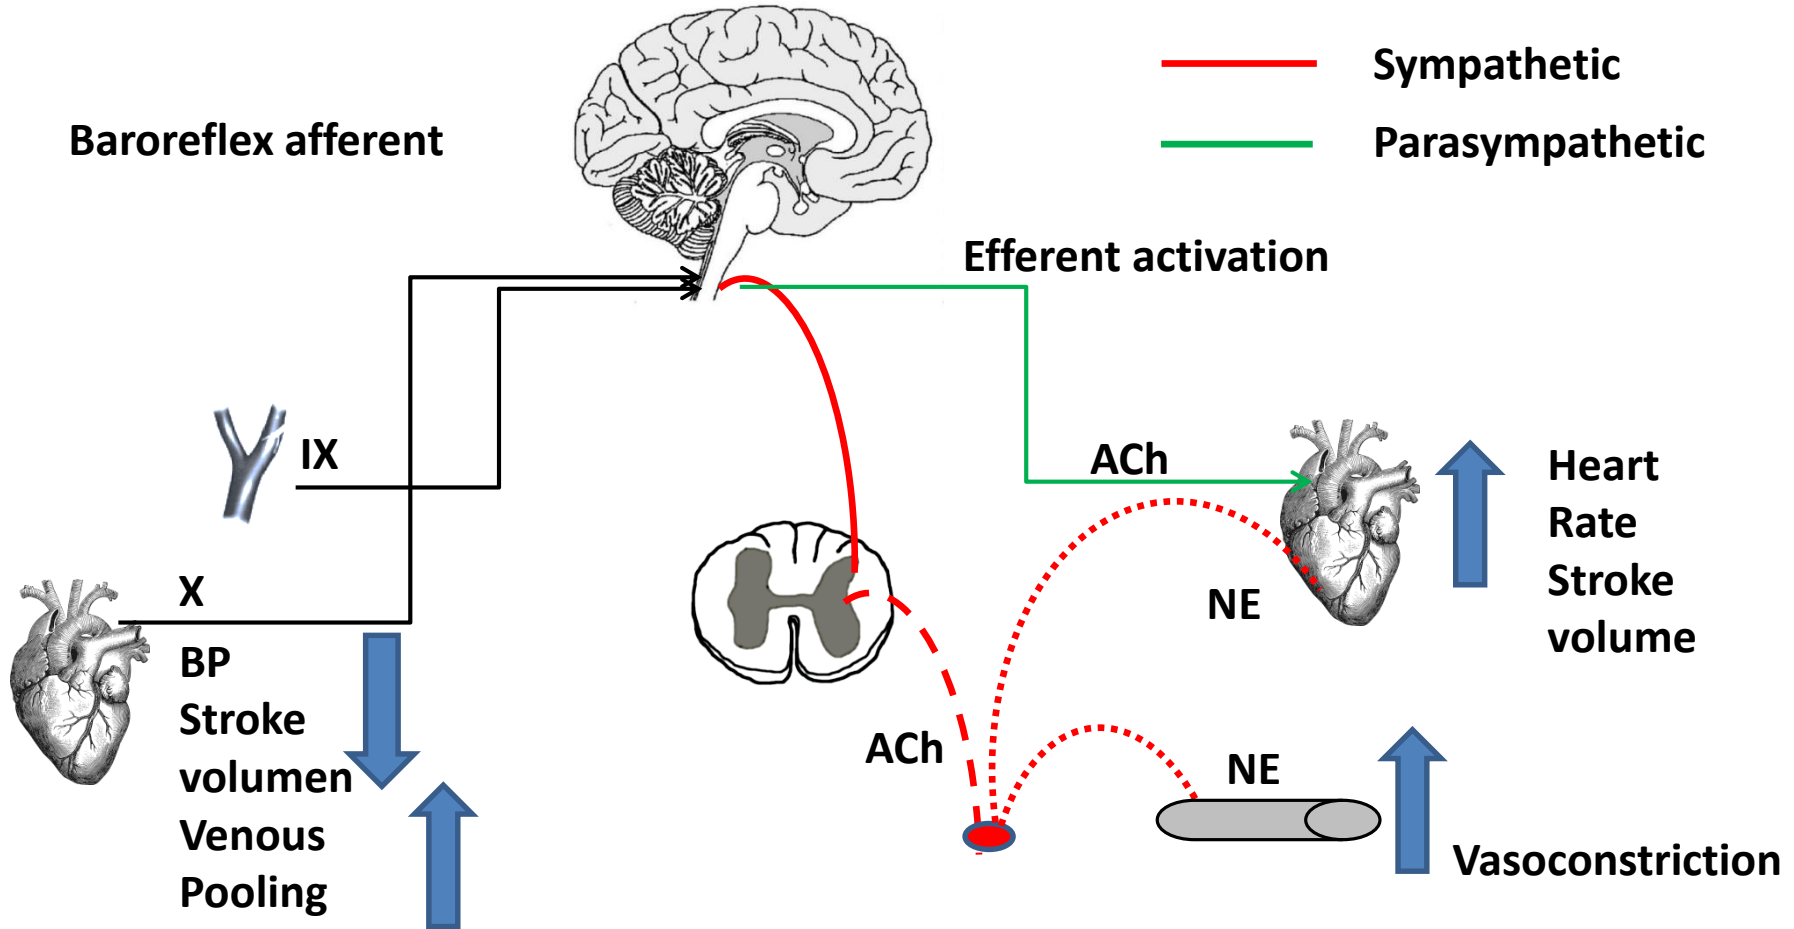 Sympathetic
Baroreflex afferent
Parasympathetic
Efferent activation
IX
ACh
Heart
Rate
Stroke
volume
X
NE
BP
Stroke
volumen
Venous
Pooling
ACh
NE
Vasoconstriction